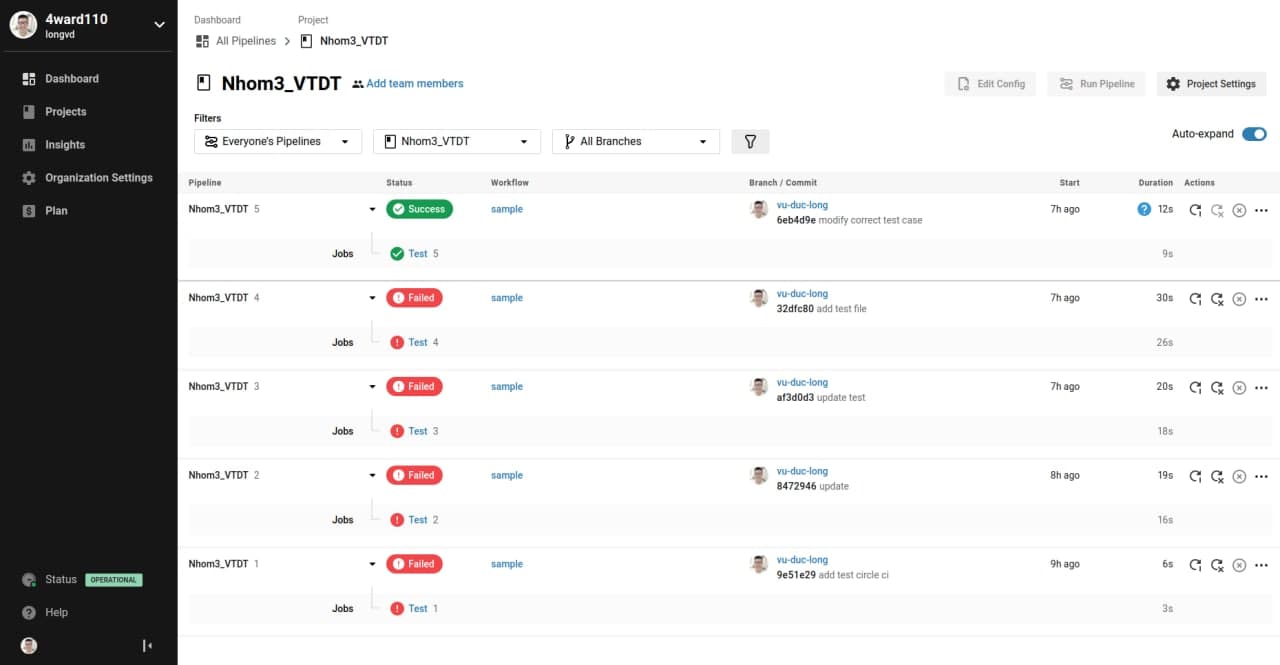 4ward110
longvd
Dashboard
Projects
Insights
Organization Settings
Plan
Status OPERATIONAL
Help
Dashboard Project
All Pipelines Nhom3_VTDT
Nhom3_VTDT Add team members
Edit Config Run Pipeline Project Settings
Filters
Everyone's Pipelines Nhom3_VTDT All Branches
Auto-expand
Pipeline Status Workflow Branch / Commit Start Duration Actions
Nhom3_VTDT 5 Success sample vu-duc-long 7h ago 12s
6eb4d9e modify correct test case
Jobs Test 5 9s
Nhom3_VTDT 4 Failed sample vu-duc-long 7h ago 30s
32dfc80 add test file
Jobs Test 4 26s
Nhom3_VTDT 3 Failed sample vu-duc-long 7h ago 20s
af3d0d3 update test
Jobs Test 3 18s
Nhom3_VTDT 2 Failed sample vu-duc-long 8h ago 19s
8472946 update
Jobs Test 2 16s
Nhom3_VTDT 1 Failed sample vu-duc-long 9h ago 6s
9e51e29 add test circle ci
Jobs Test 1 3s